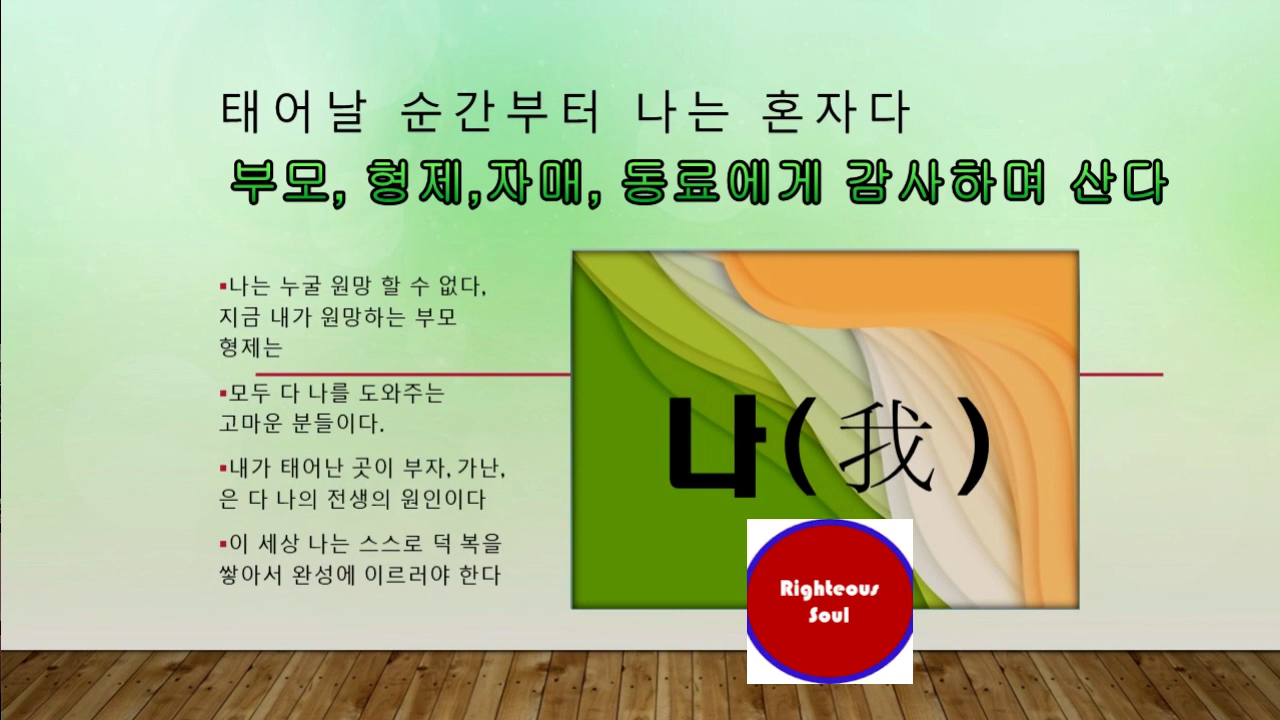 태어날 순간부터 나는 혼자다
부모, 형제,자매, 동료에게 감사하며 산다
▪나는 누굴 원망 할 수 없다,
지금 내가 원망하는 부모
형제는
▪모두 다 나를 도와주는
고마운 분들이다.
▪내가 태어난 곳이 부자, 가난,
은 다 나의 전생의 원인이다
▪이 세상 나는 스스로 덕 복을
쌓아서 완성에 이르러야 한다
나(我)
Righteous
Soul